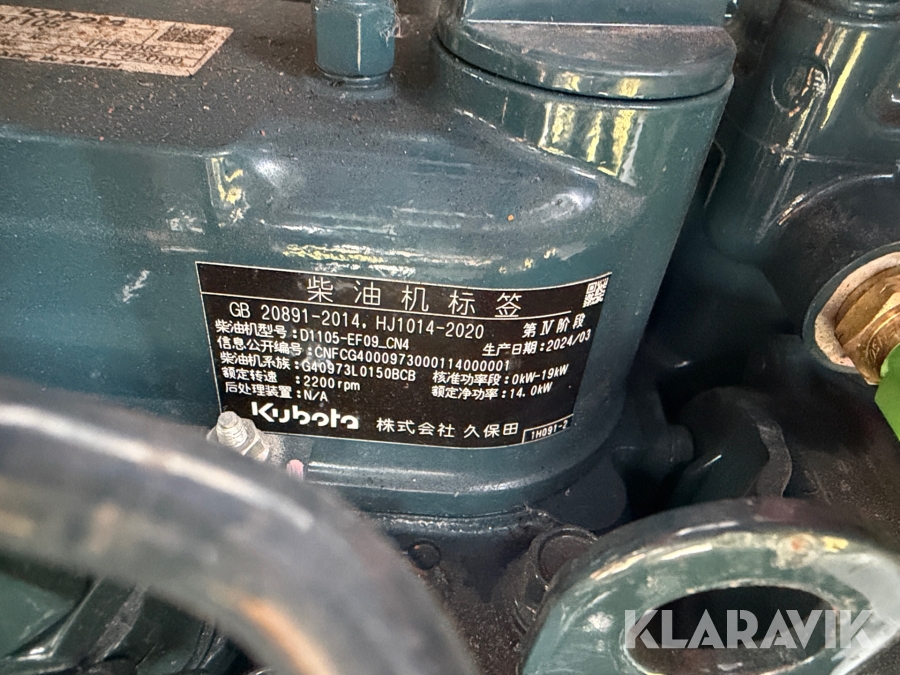 柴油机标签
GB 20891-2014, HJ1014-2020 第Ⅳ阶段
柴油机型号:D1105-EF09_CN4 生产日期:2024/03
信息公开编号:CNFCG4000973000114000001
柴油机系族:G40973L0150BCB 核准功率段:0kW-19kW
额定转速:2200rpm 额定净功率:14.0kW
后处理装置:N/A
Kubota 株式会社 久保田 1H091-2
KLARAVIK